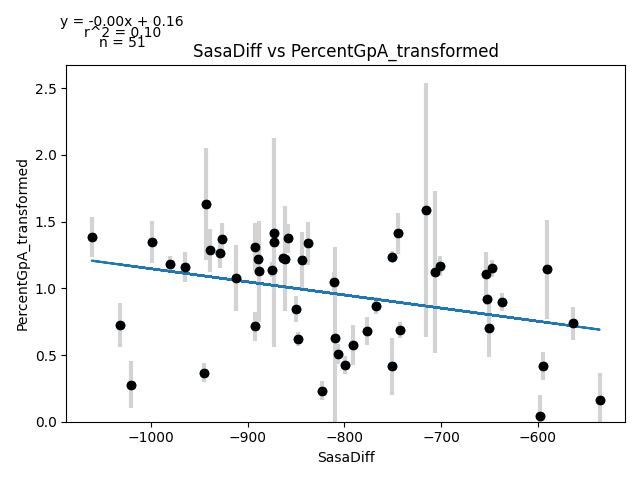 y = -0.00x + 0.16
r^2 = 0.10
n = 51
SasaDiff vs PercentGpA_transformed
PercentGpA_transformed
2.5
2.0
1.5
1.0
0.5
0.0
−1000 −900 −800 −700 −600
SasaDiff